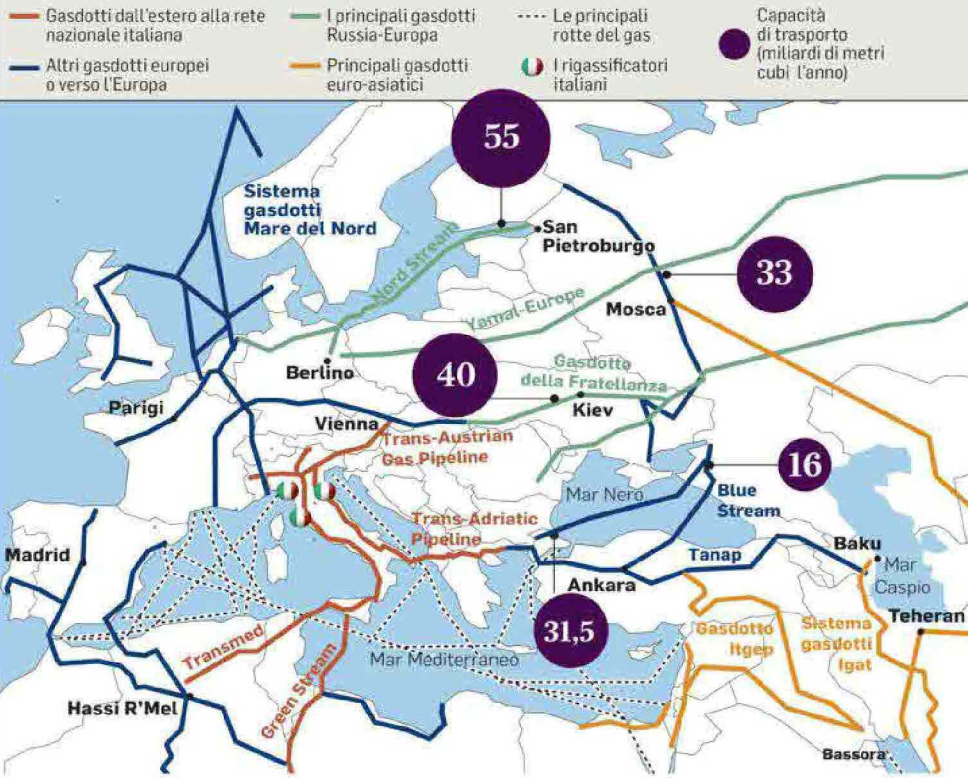 Gasdotti dall'estero alla rete
nazionale italiana
I principali gasdotti
Russia-Europa
Le principali
rotte del gas
Capacità
di trasporto
(miliardi di metri
cubi l'anno)
Altri gasdotti europei
o verso l'Europa
Principali gasdotti
euro-asiatici
I rigassificatori
italiani
55
Sistema
gasdotti
Mare del Nord
San
Pietroburgo
Nord Stream
33
Yamal-Europe
Mosca
Berlino
40
Gasdotto
della Fratellanza
Kiev
Parigi
Vienna
Trans-Austrian
Gas Pipeline
16
Mar Nero
Blue
Stream
Trans-Adriatic
Pipeline
Madrid
Tanap
Baku
Mar
Caspio
Ankara
Teheran
31,5
Gasdotto
Itgep
Sistema
gasdotti
Igat
Transmed
Mar Mediterraneo
Green Stream
Hassi R'Mel
Bassora